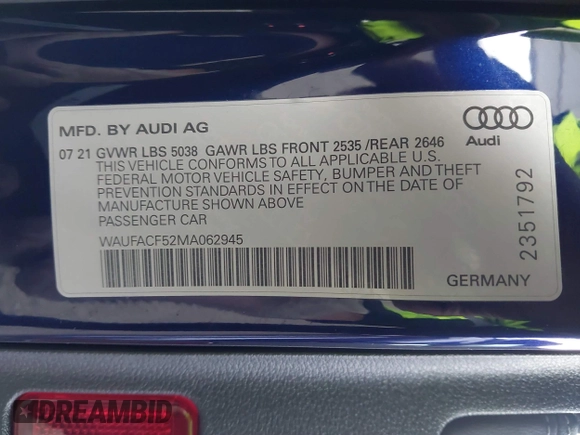 MFD. BY AUDI AG
07 21 GVWR LBS 5038 GAWR LBS FRONT 2535 /REAR 2646
THIS VEHICLE CONFORMS TO ALL APPLICABLE U.S.
FEDERAL MOTOR VEHICLE SAFETY, BUMPER AND THEFT
PREVENTION STANDARDS IN EFFECT ON THE DATE OF
MANUFACTURE SHOWN ABOVE
PASSENGER CAR
WAUFACF52MA062945
Audi
2351792
GERMANY
DREAMBID